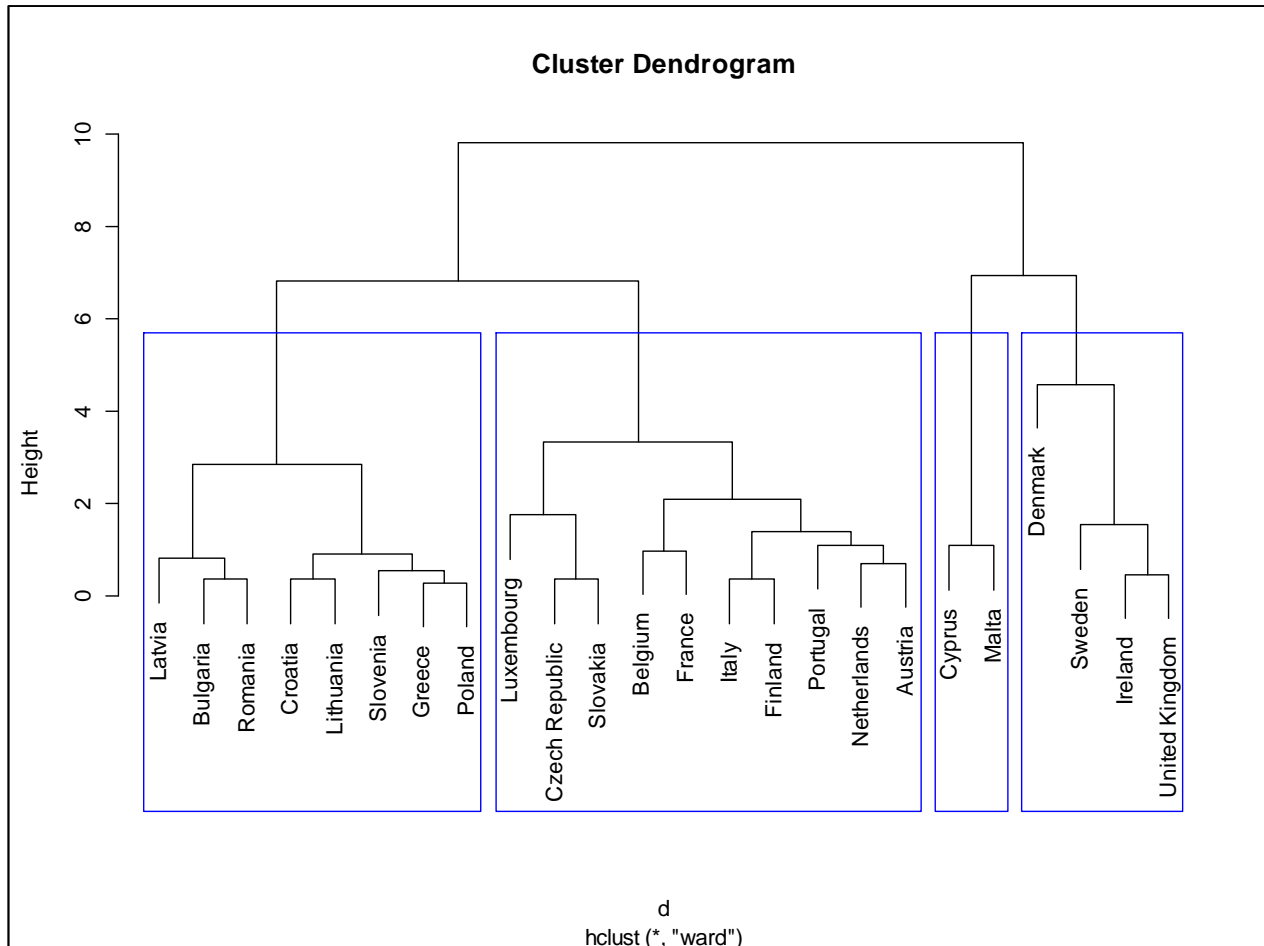 Cluster Dendrogram
Height
10
8
6
4
2
0
Latvia
Bulgaria
Romania
Croatia
Lithuania
Slovenia
Greece
Poland
Luxembourg
Czech Republic
Slovakia
Belgium
France
Italy
Finland
Portugal
Netherlands
Austria
Cyprus
Malta
Denmark
Sweden
Ireland
United Kingdom
d
hclust (*, "ward")